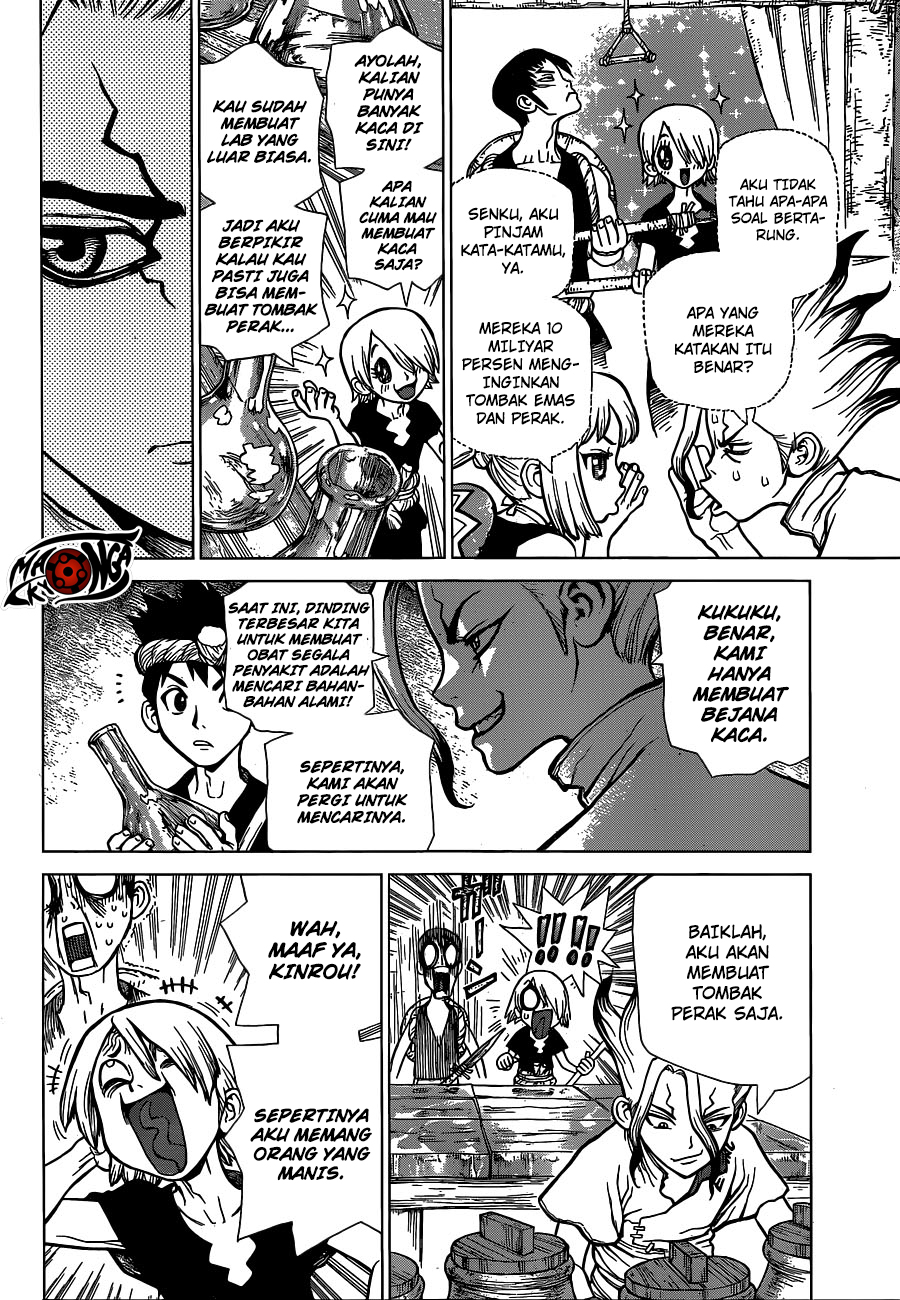 AKU TIDAK
TAHU APA-APA
SOAL BERTA-
RUNG.
APA YANG
MEREKA
KATAKAN ITU
BENAR?
SENKU, AKU
PINJAM
KATA-KATAMU,
YA.
MEREKA 10
MILIYAR
PERSEN MENG-
INGINKAN
TOMBAK EMAS
DAN PERAK.
AYOLAH,
KALIAN
PUNYA
BANYAK
KACA DI
SINI!
APA
KALIAN
CUMA MAU
MEMBUAT
KACA
SAJA?
KAU SUDAH
MEMBUAT
LAB YANG
LUAR BIASA.
JADI AKU
BERPIKIR
KALAU KAU
PASTI JUGA
BISA MEM-
BUAT TOMBAK
PERAK...
KUKUKU,
BENAR,
KAMI
HANYA
MEMBUAT
BEJANA
KACA.
SAAT INI, DINDING
TERBESAR KITA
UNTUK MEMBUAT
OBAT SEGALA
PENYAKIT ADALAH
MENCARI BAHAN-
BAHAN ALAMI!
SEPERTINYA,
KAMI AKAN
PERGI UNTUK
MENCARINYA.
MA NGA
KYO
BAIKLAH,
AKU AKAN
MEMBUAT
TOMBAK
PERAK SAJA.
!! !!
WAH,
MAAF YA,
KINROU!
SEPERTINYA
AKU MEMANG
ORANG YANG
MANIS.